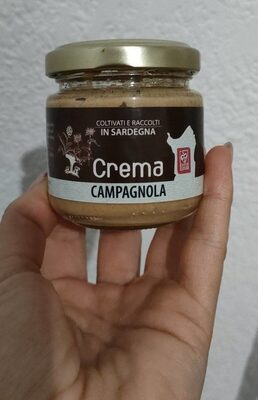 COLTIVATI E RACCOLTI
IN SARDEGNA
Crema
CAMPAGNOLA